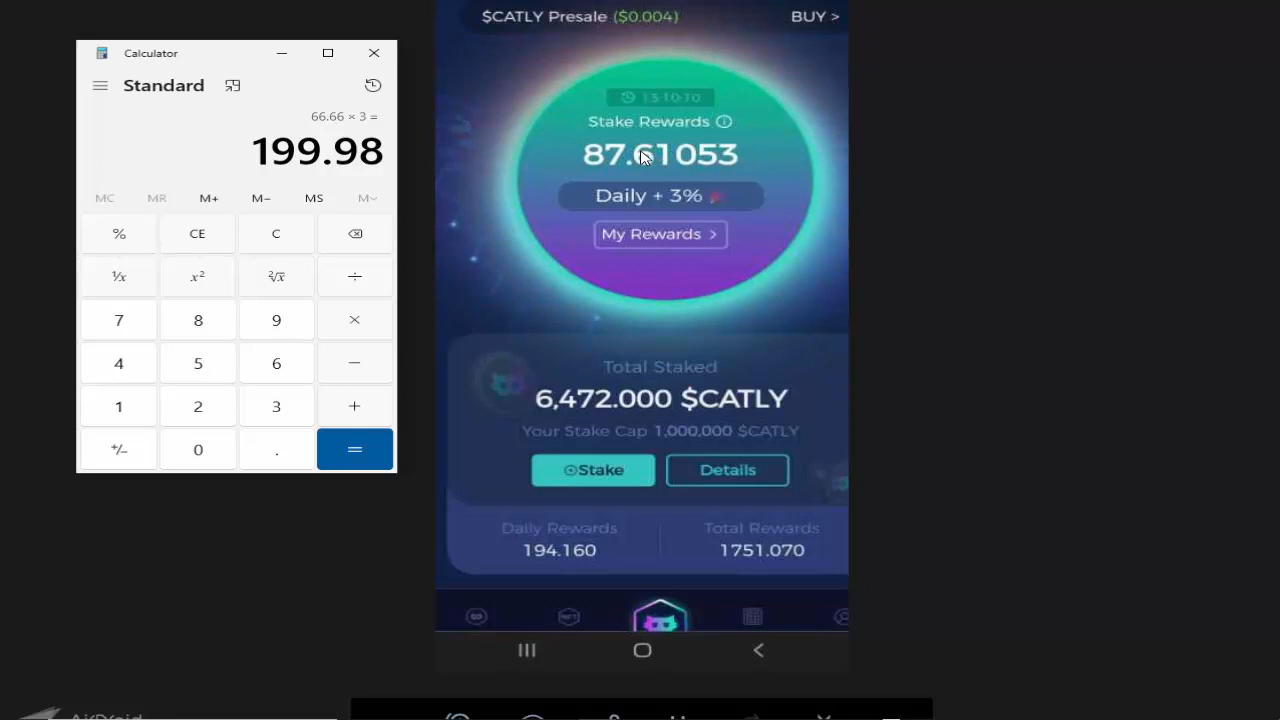 Calculator
Standard
66.66 × 3 =
199.98
MC MR M+ M− MS M
% CE C
¹/x x² ²√x ÷
7 8 9 ×
4 5 6 −
1 2 3 +
+/− 0 . =
$CATLY Presale ($0.004) BUY >
Stake Rewards
87.61053
Daily + 3%
My Rewards >
Total Staked
6,472.000 $CATLY
Your Stake Cap 1,000,000 $CATLY
Stake Details
Daily Rewards Total Rewards
194.160 1751.070
AirDroid